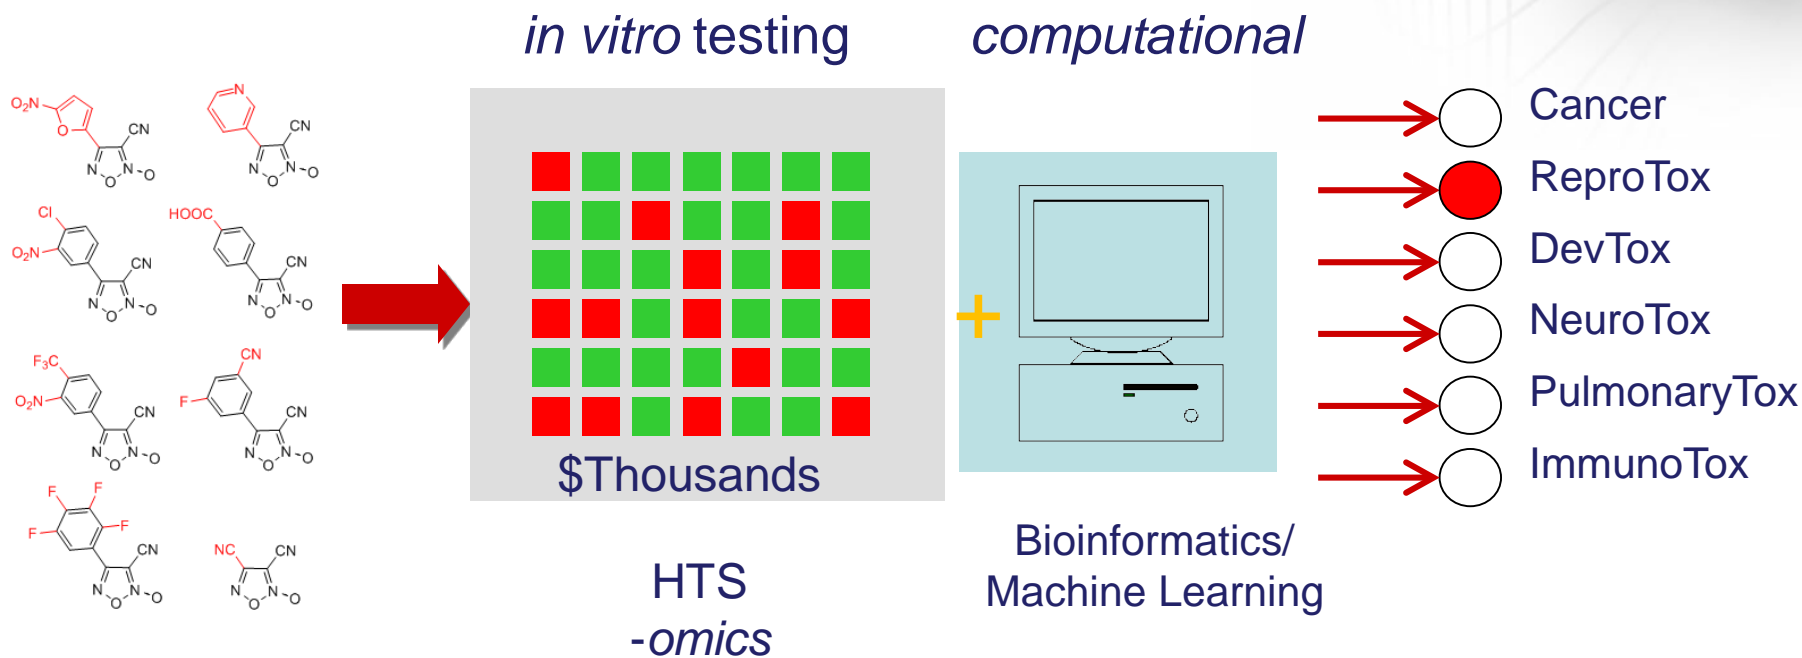 in vitro testing
computational
O₂N
O
CN
N
O
N
O
N
CN
N
O
N
O
Cl
O₂N
CN
N
O
N
O
HOOC
CN
N
O
N
O
F₃C
O₂N
CN
N
O
N
O
CN
F
CN
N
O
N
O
F
F
F
F
CN
N
O
N
O
NC
CN
N
O
N
O
$Thousands
HTS
-omics
+
Bioinformatics/
Machine Learning
Cancer
ReproTox
DevTox
NeuroTox
PulmonaryTox
ImmunoTox